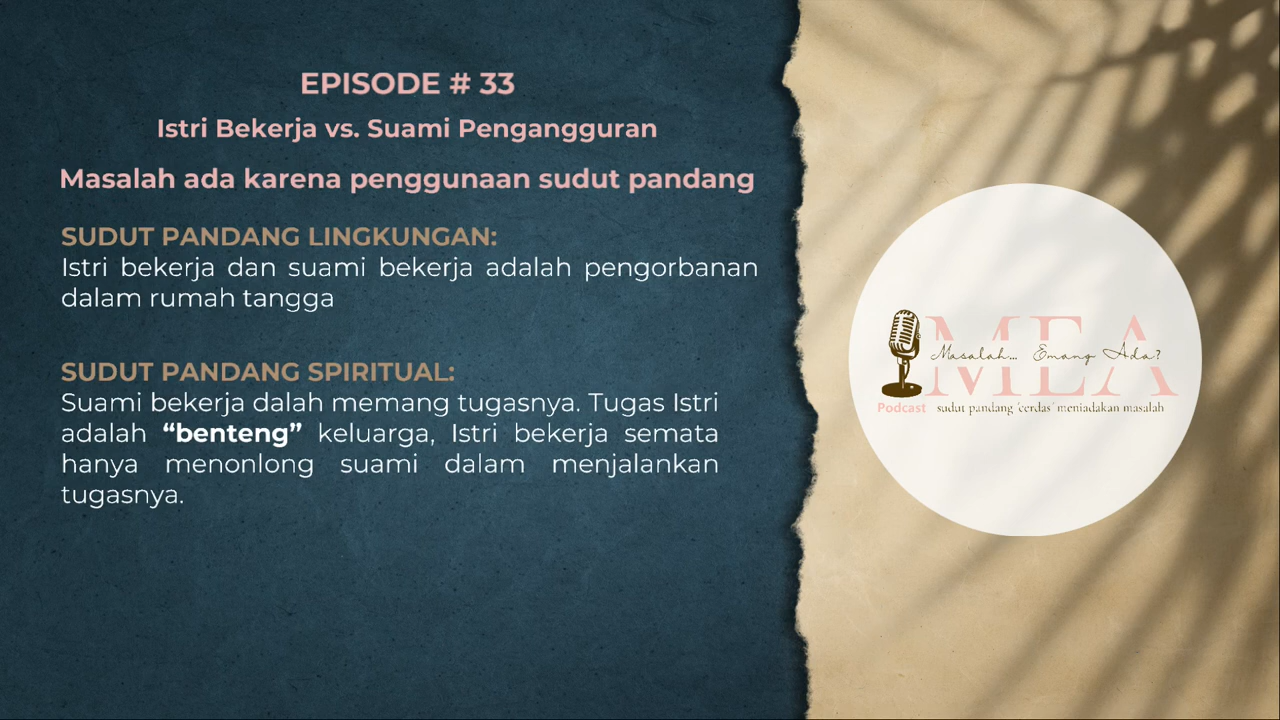 EPISODE # 33
Istri Bekerja vs. Suami Pengangguran
Masalah ada karena penggunaan sudut pandang
SUDUT PANDANG LINGKUNGAN:
Istri bekerja dan suami bekerja adalah pengorbanan
dalam rumah tangga
SUDUT PANDANG SPIRITUAL:
Suami bekerja dalah memang tugasnya. Tugas Istri
adalah “benteng” keluarga, Istri bekerja semata
hanya menonlong suami dalam menjalankan
tugasnya.
MEA
Masalah... Emang Ada?
Podcast sudut pandang 'cerdas' meniadakan masalah